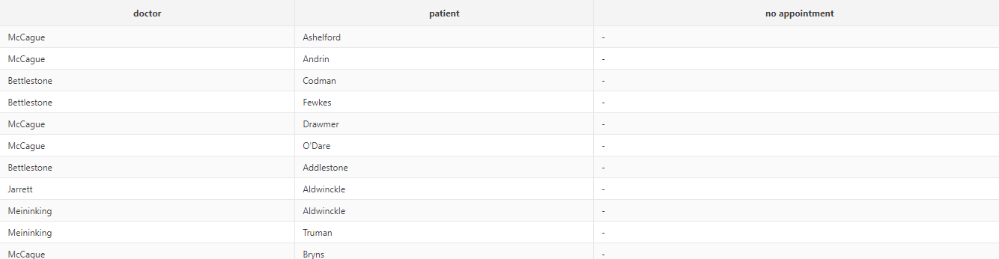 doctor patient no appointment
McCague Ashelford -
McCague Andrin -
Bettlestone Codman -
Bettlestone Fewkes -
McCague Drawmer -
McCague O'Dare -
Bettlestone Addlestone -
Jarrett Aldwinckle -
Meininking Aldwinckle -
Meininking Truman -
McCague Bryns -